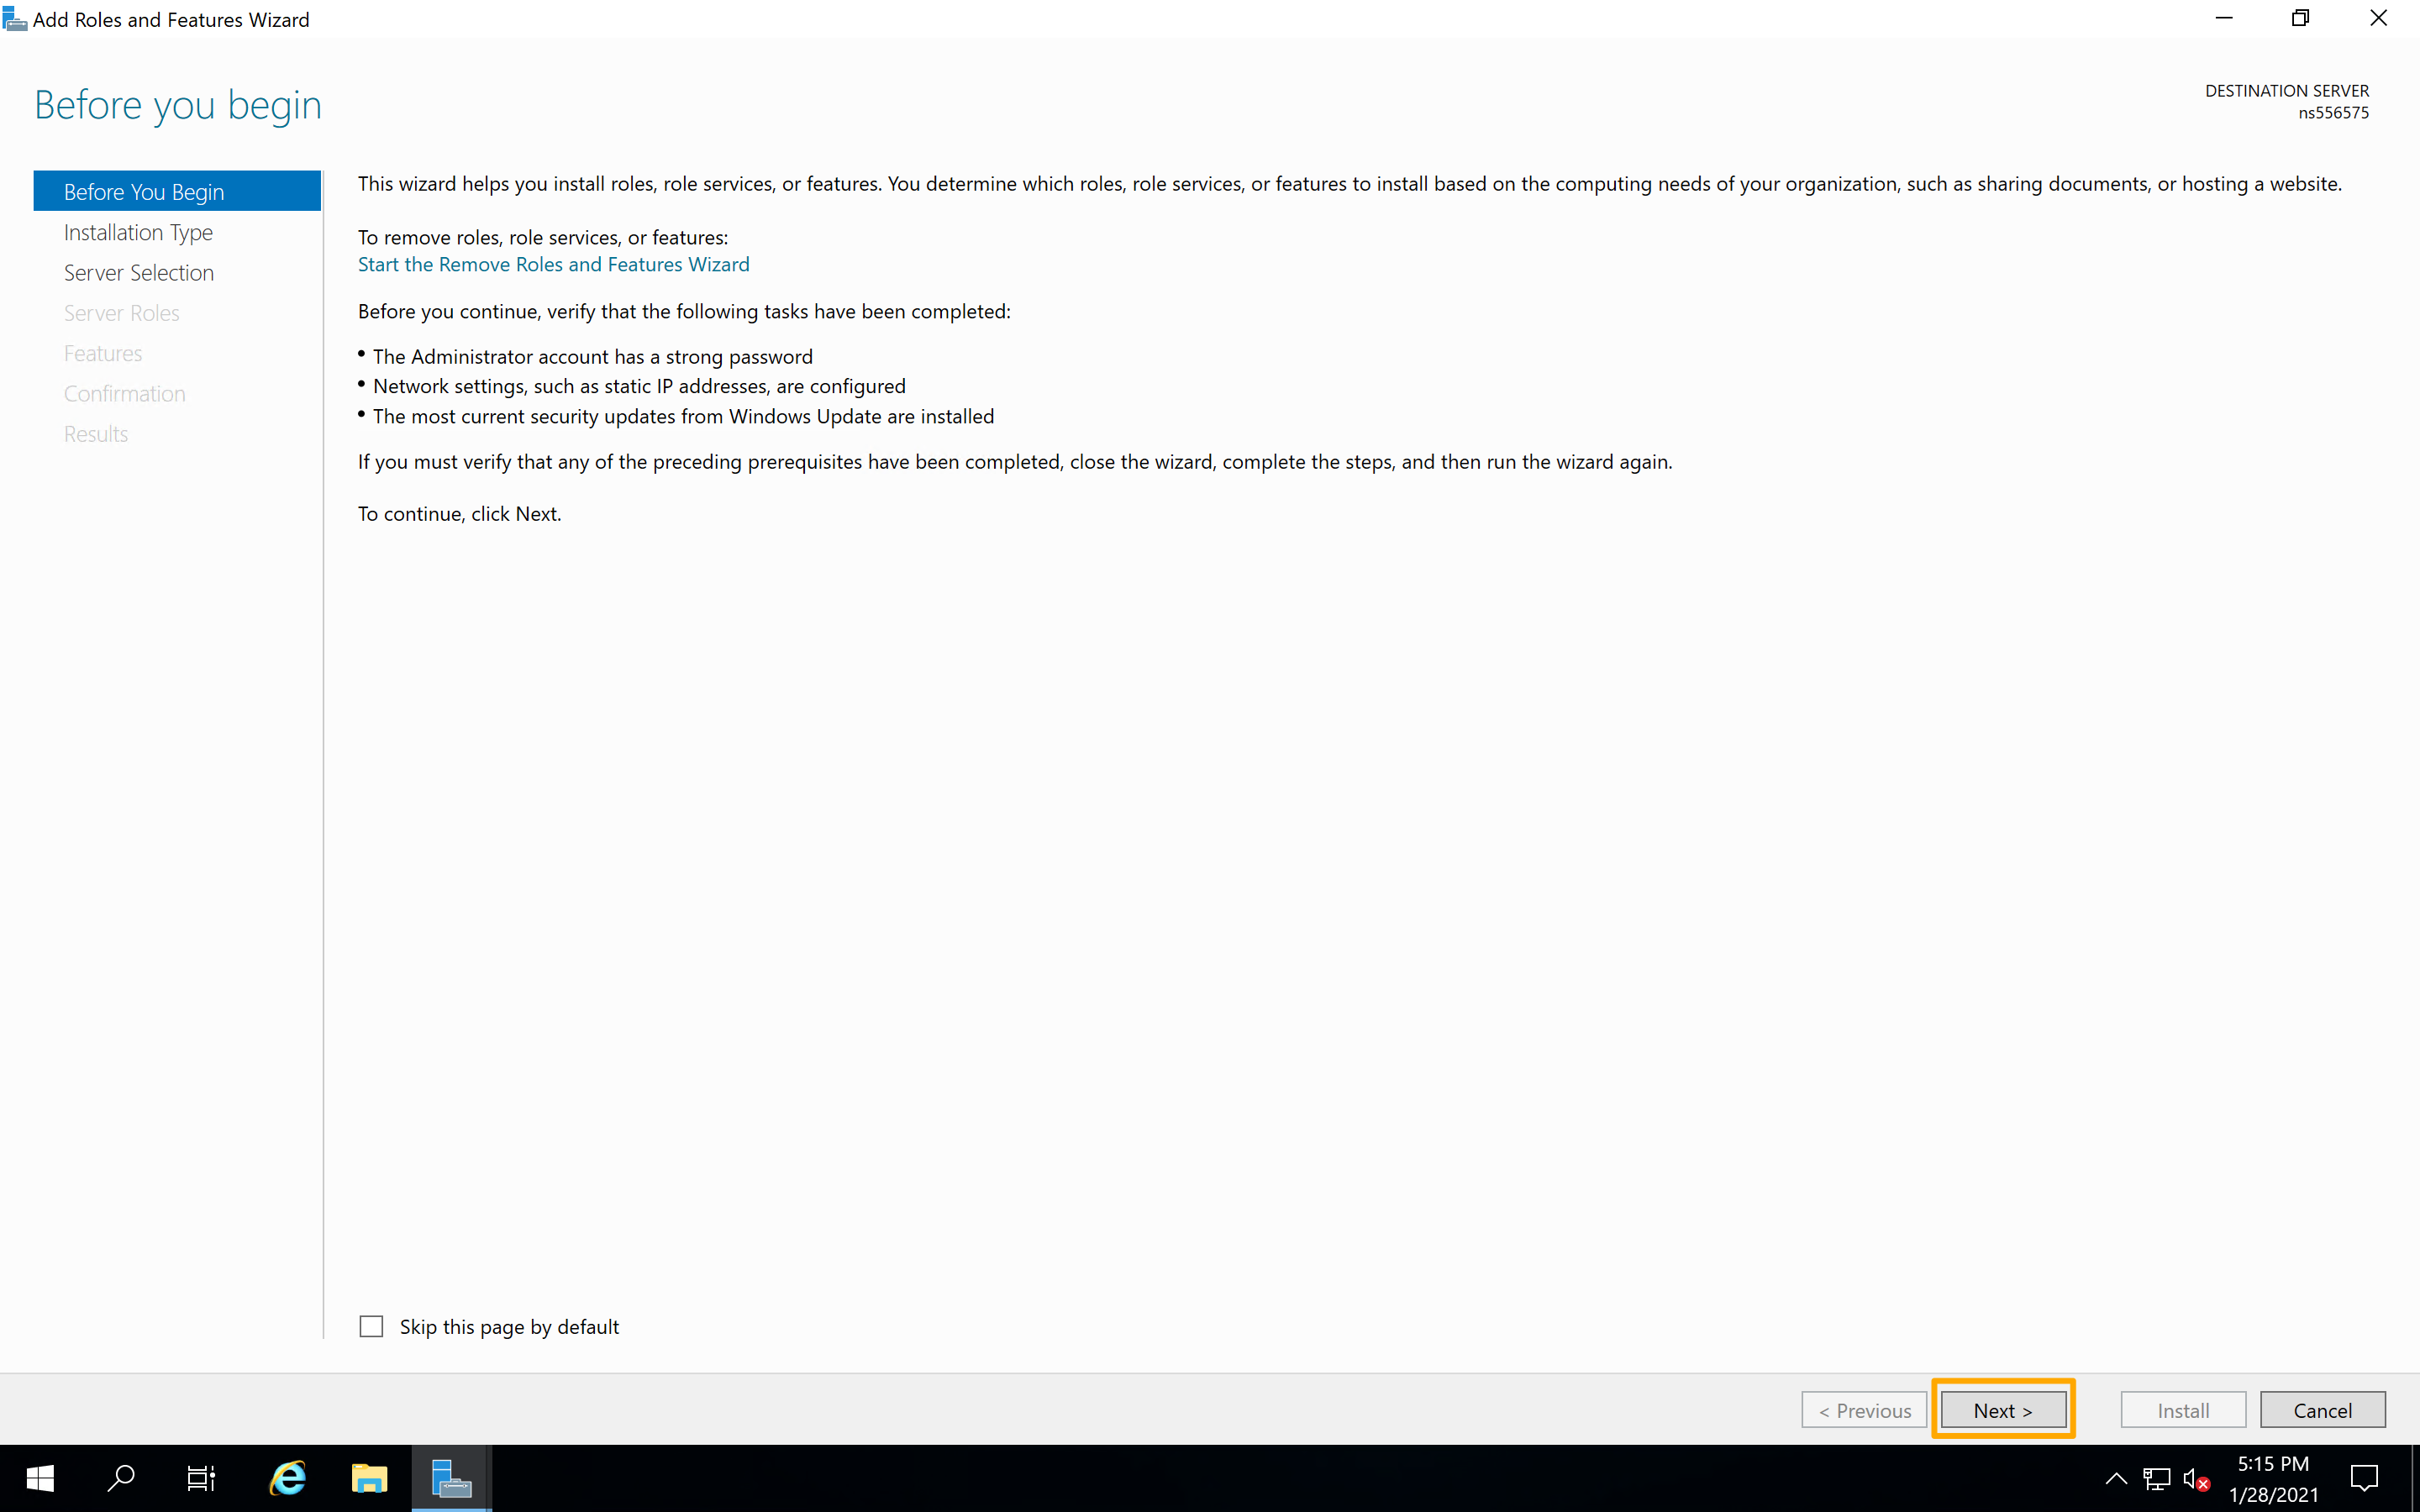 Add Roles and Features Wizard
Before you begin
DESTINATION SERVER
ns556575
Before You Begin
Installation Type
Server Selection
Server Roles
Features
Confirmation
Results
This wizard helps you install roles, role services, or features. You determine which roles, role services, or features to install based on the computing needs of your organization, such as sharing documents, or hosting a website.
To remove roles, role services, or features:
Start the Remove Roles and Features Wizard
Before you continue, verify that the following tasks have been completed:
• The Administrator account has a strong password
• Network settings, such as static IP addresses, are configured
• The most current security updates from Windows Update are installed
If you must verify that any of the preceding prerequisites have been completed, close the wizard, complete the steps, and then run the wizard again.
To continue, click Next.
Skip this page by default
< Previous
Next >
Install
Cancel
5:15 PM
1/28/2021